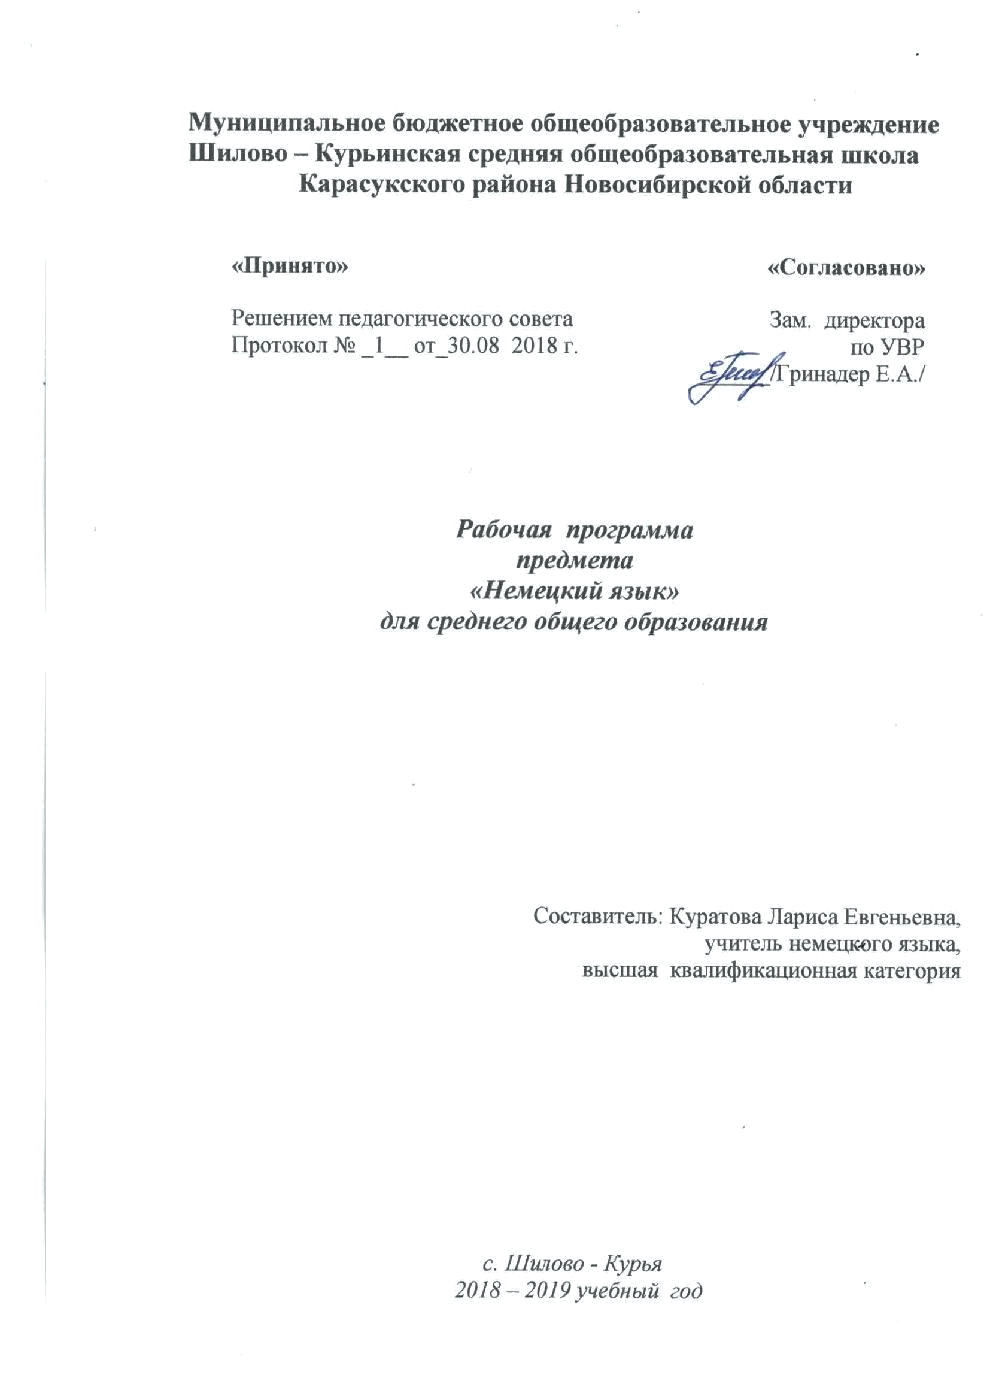 Муниципальное бюджетное общеобразовательное учреждение
Шилово – Курьинская средняя общеобразовательная школа
Карасукского района Новосибирской области
«Принято» «Согласовано»
Решением педагогического совета Зам. директора
Протокол № _1__ от_30.08 2018 г. по УВР
/Гринадер Е.А./
Рабочая программа
предмета
«Немецкий язык»
для среднего общего образования
Составитель: Куратова Лариса Евгеньевна,
учитель немецкого языка,
высшая квалификационная категория
с. Шилово - Курья
2018 – 2019 учебный год